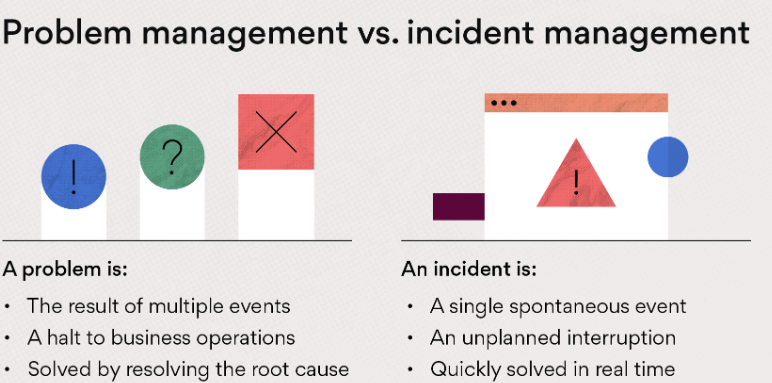 Problem management vs. incident management
!
?
!
A problem is:
• The result of multiple events
• A halt to business operations
• Solved by resolving the root cause
An incident is:
• A single spontaneous event
• An unplanned interruption
• Quickly solved in real time